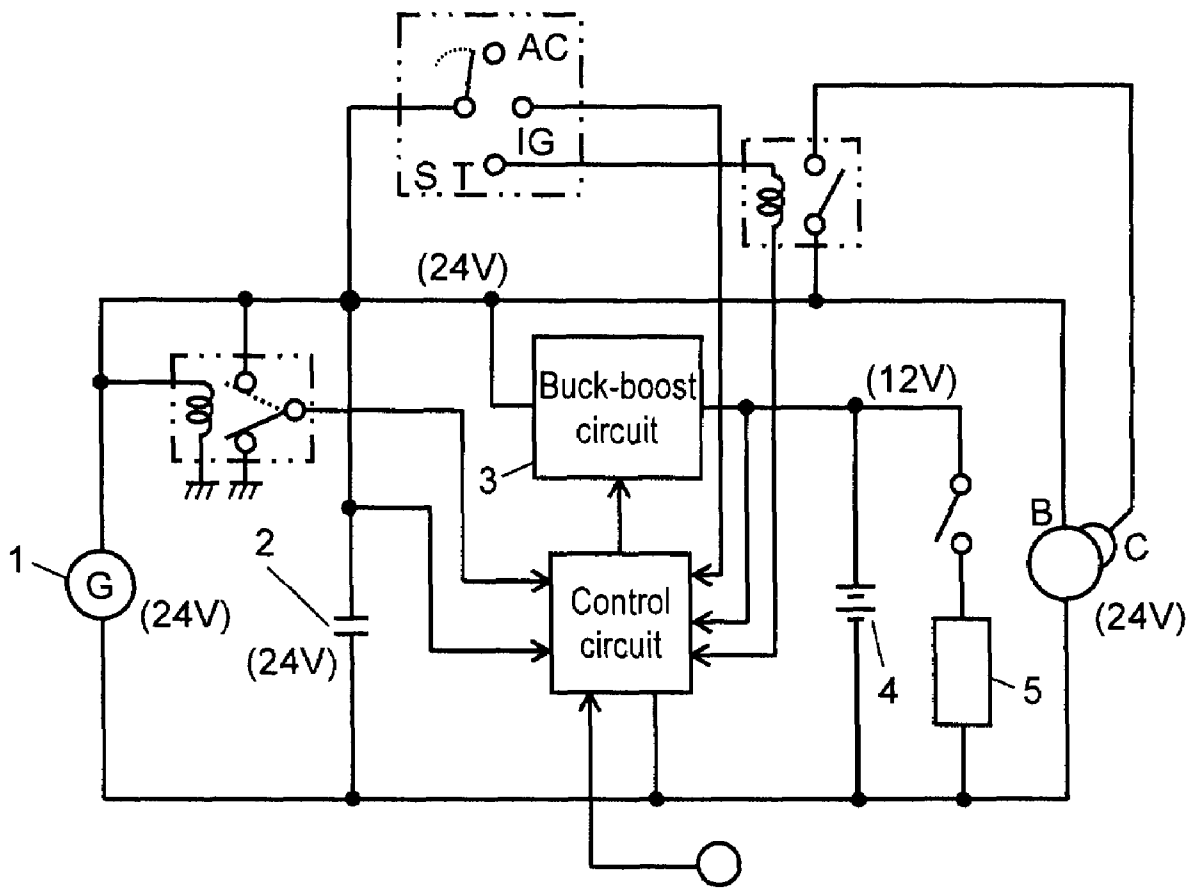 AC
IG
S T
(24V)
Buck-boost
circuit
(12V)
3
1
G
(24V)
2
(24V)
Control
circuit
4
5
B
C
(24V)